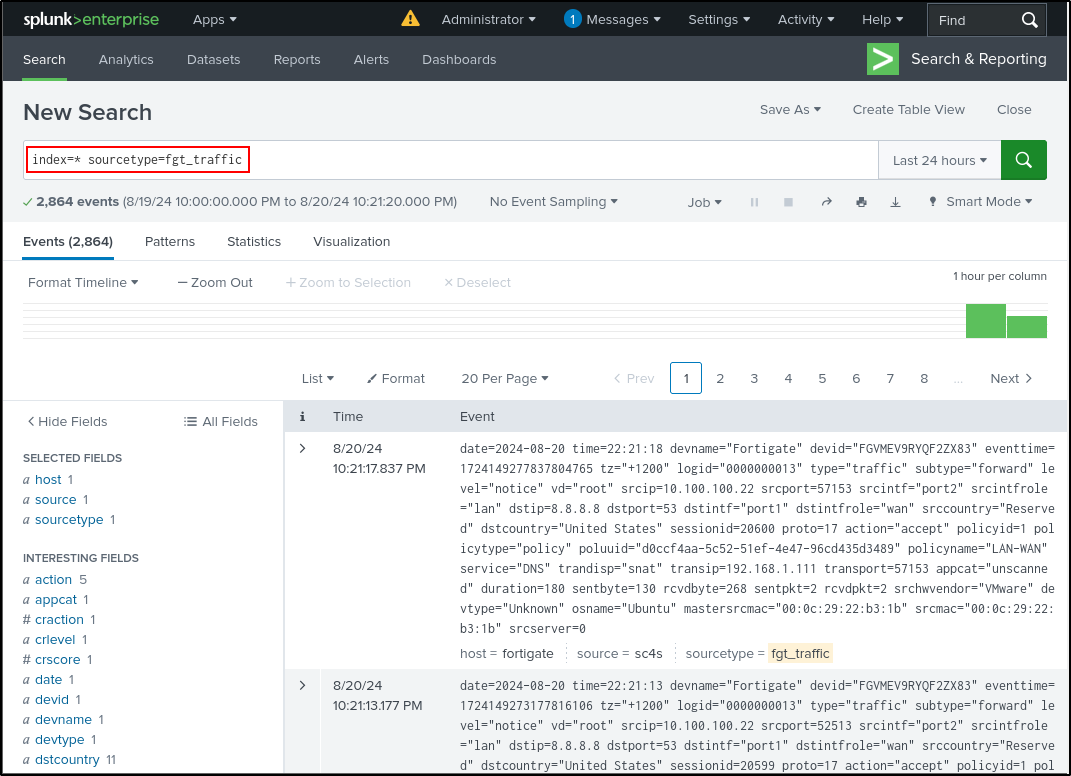 splunk>enterprise Apps Administrator 1 Messages Settings Activity Help Find
Search Analytics Datasets Reports Alerts Dashboards > Search & Reporting
New Search Save As Create Table View Close
index=* sourcetype=fgt_traffic Last 24 hours
2,864 events (8/19/24 10:00:00.000 PM to 8/20/24 10:21:20.000 PM) No Event Sampling Job Smart Mode
Events (2,864) Patterns Statistics Visualization
Format Timeline — Zoom Out + Zoom to Selection × Deselect 1 hour per column
List Format 20 Per Page < Prev 1 2 3 4 5 6 7 8 ... Next >
< Hide Fields All Fields i Time Event
SELECTED FIELDS
a host 1
a source 1
a sourcetype 1
INTERESTING FIELDS
a action 5
a appcat 1
# craction 1
a crlevel 1
# crscore 1
a date 1
a devid 1
a devname 1
a devtype 1
a dstcountry 11
> 8/20/24
10:21:17.837 PM
date=2024-08-20 time=22:21:18 devname="Fortigate" devid="FGVMEV9RYQF2ZX83" eventtime=
1724149277837804765 tz="+1200" logid="0000000013" type="traffic" subtype="forward" le
vel="notice" vd="root" srcip=10.100.100.22 srcport=57153 srcintf="port2" srcintfrole
="lan" dstip=8.8.8.8 dstport=53 dstintf="port1" dstintfrole="wan" srccountry="Reserve
d" dstcountry="United States" sessionid=20600 proto=17 action="accept" policyid=1 pol
icytype="policy" poluuid="d0ccf4aa-5c52-51ef-4e47-96cd435d3489" policyname="LAN-WAN"
service="DNS" trandisp="snat" transip=192.168.1.111 transport=57153 appcat="unscanne
d" duration=180 sentbyte=130 rcvdbyte=268 sentpkt=2 rcvdpkt=2 srchwvendor="VMware" de
vtype="Unknown" osname="Ubuntu" mastersrcmac="00:0c:29:22:b3:1b" srcmac="00:0c:29:22:
b3:1b" srcserver=0
host = fortigate source = sc4s sourcetype = fgt_traffic
> 8/20/24
10:21:13.177 PM
date=2024-08-20 time=22:21:13 devname="Fortigate" devid="FGVMEV9RYQF2ZX83" eventtime=
1724149273177816106 tz="+1200" logid="0000000013" type="traffic" subtype="forward" le
vel="notice" vd="root" srcip=10.100.100.22 srcport=52513 srcintf="port2" srcintfrole
="lan" dstip=8.8.8.8 dstport=53 dstintf="port1" dstintfrole="wan" srccountry="Reserve
d" dstcountry="United States" sessionid=20599 proto=17 action="accept" policyid=1 pol